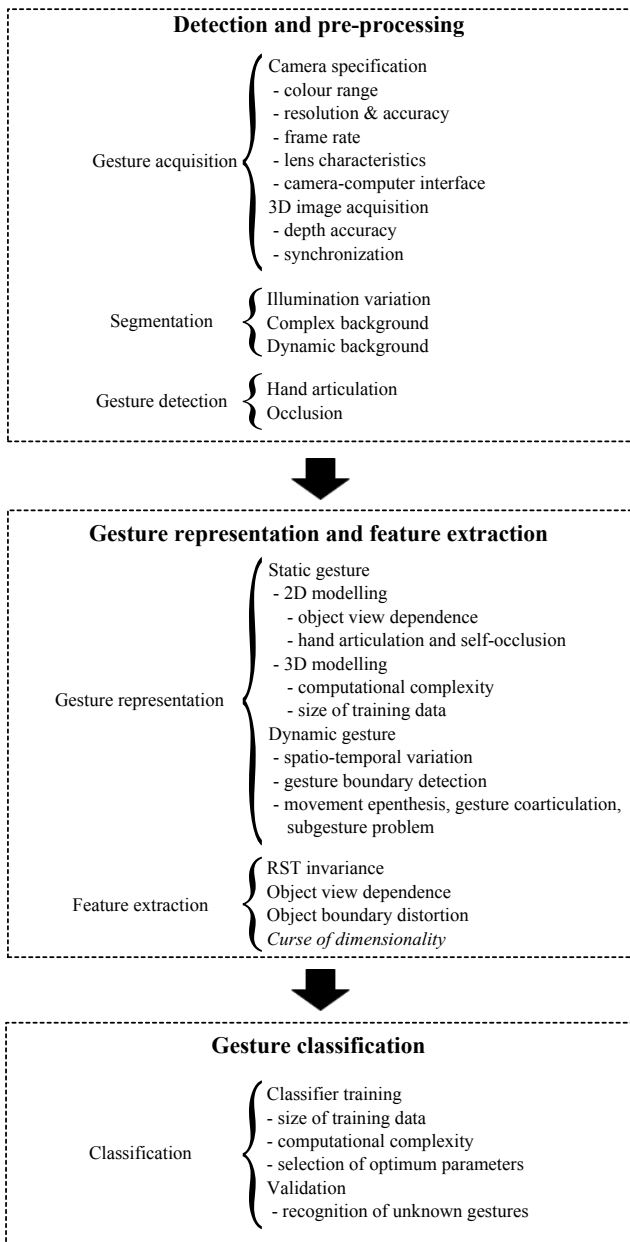 Detection and pre-processing
Gesture acquisition
Camera specification
- colour range
- resolution & accuracy
- frame rate
- lens characteristics
- camera-computer interface
3D image acquisition
- depth accuracy
- synchronization
Segmentation
Illumination variation
Complex background
Dynamic background
Gesture detection
Hand articulation
Occlusion
Gesture representation and feature extraction
Gesture representation
Static gesture
- 2D modelling
- object view dependence
- hand articulation and self-occlusion
- 3D modelling
- computational complexity
- size of training data
Dynamic gesture
- spatio-temporal variation
- gesture boundary detection
- movement epenthesis, gesture coarticulation,
subgesture problem
Feature extraction
RST invariance
Object view dependence
Object boundary distortion
Curse of dimensionality
Gesture classification
Classification
Classifier training
- size of training data
- computational complexity
- selection of optimum parameters
Validation
- recognition of unknown gestures